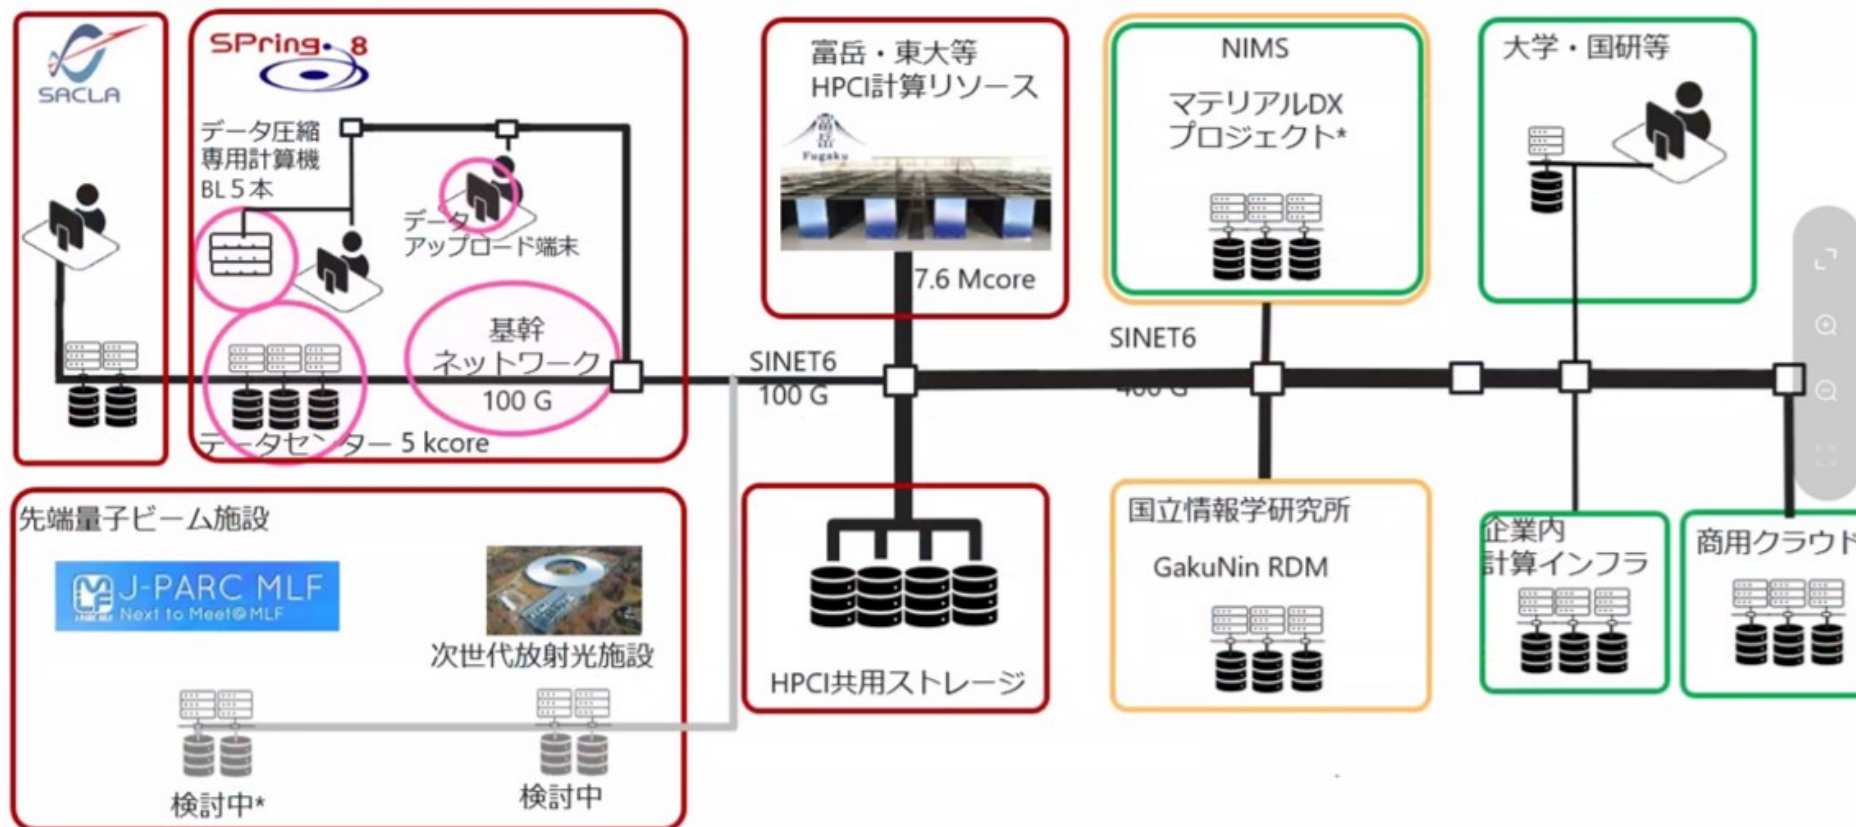 SACLA
SPring-8
データ圧縮
専用計算機
BL５本
データ
アップロード端末
基幹
ネットワーク
100 G
データセンター 5 kcore
SINET6
100 G
富岳・東大等
HPCI計算リソース
富岳
Fugaku
7.6 Mcore
SINET6
NIMS
マテリアルDX
プロジェクト*
大学・国研等
先端量子ビーム施設
J-PARC MLF
Next to Meet@MLF
J-PARC MLF
次世代放射光施設
検討中*
検討中
HPCI共用ストレージ
国立情報学研究所
GakuNin RDM
企業内
計算インフラ
商用クラウド